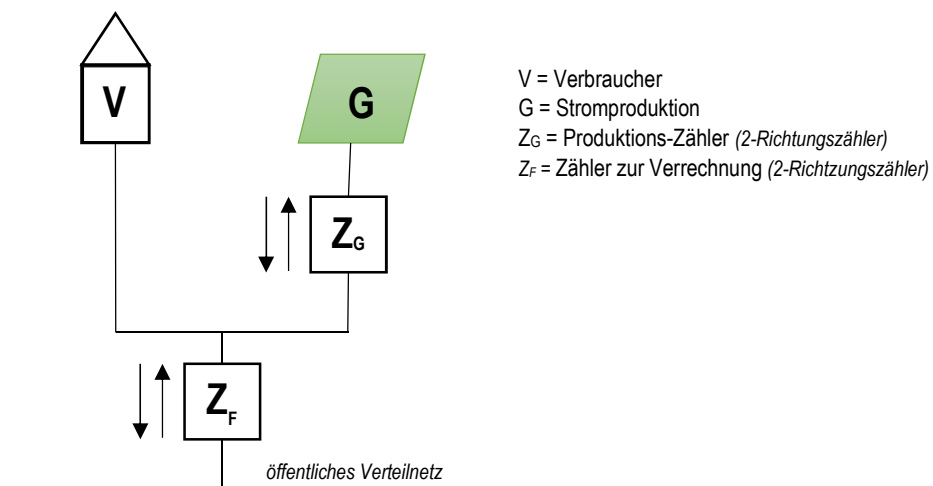 V
G
V = Verbraucher
G = Stromproduktion
ZG = Produktions-Zähler (2-Richtungszähler)
ZF = Zähler zur Verrechnung (2-Richtzungszähler)
ZG
ZF
öffentliches Verteilnetz